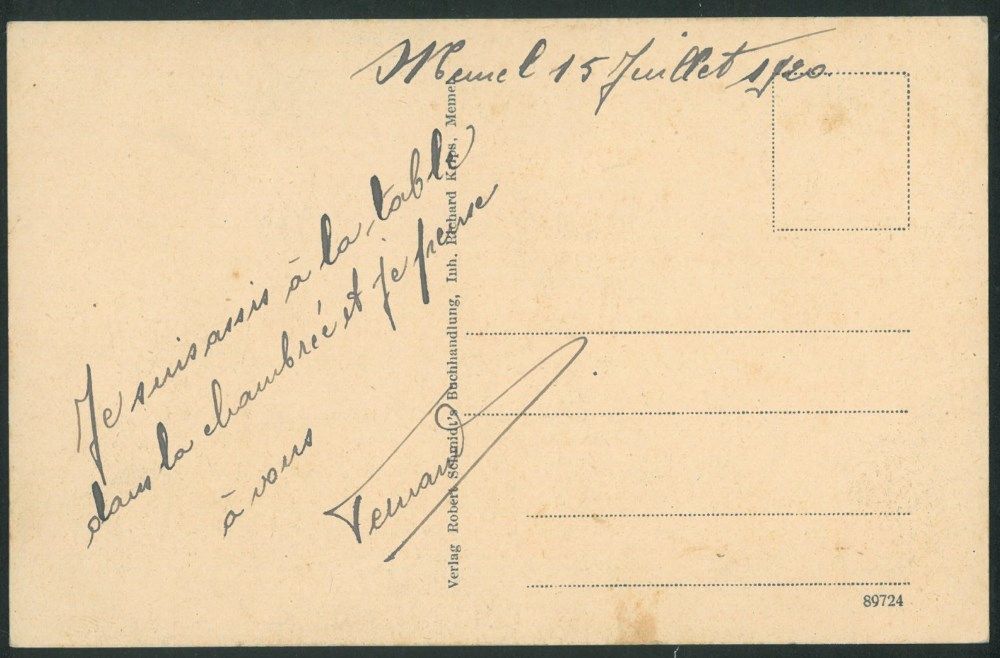 Memel 15 Juillet 1920
Je suis assis à la table
dans la chambrée et je pense
à vous
Fernand
Verlag Robert Schmidt's Buchhandlung, Inh. Richard Krips, Memel
89724